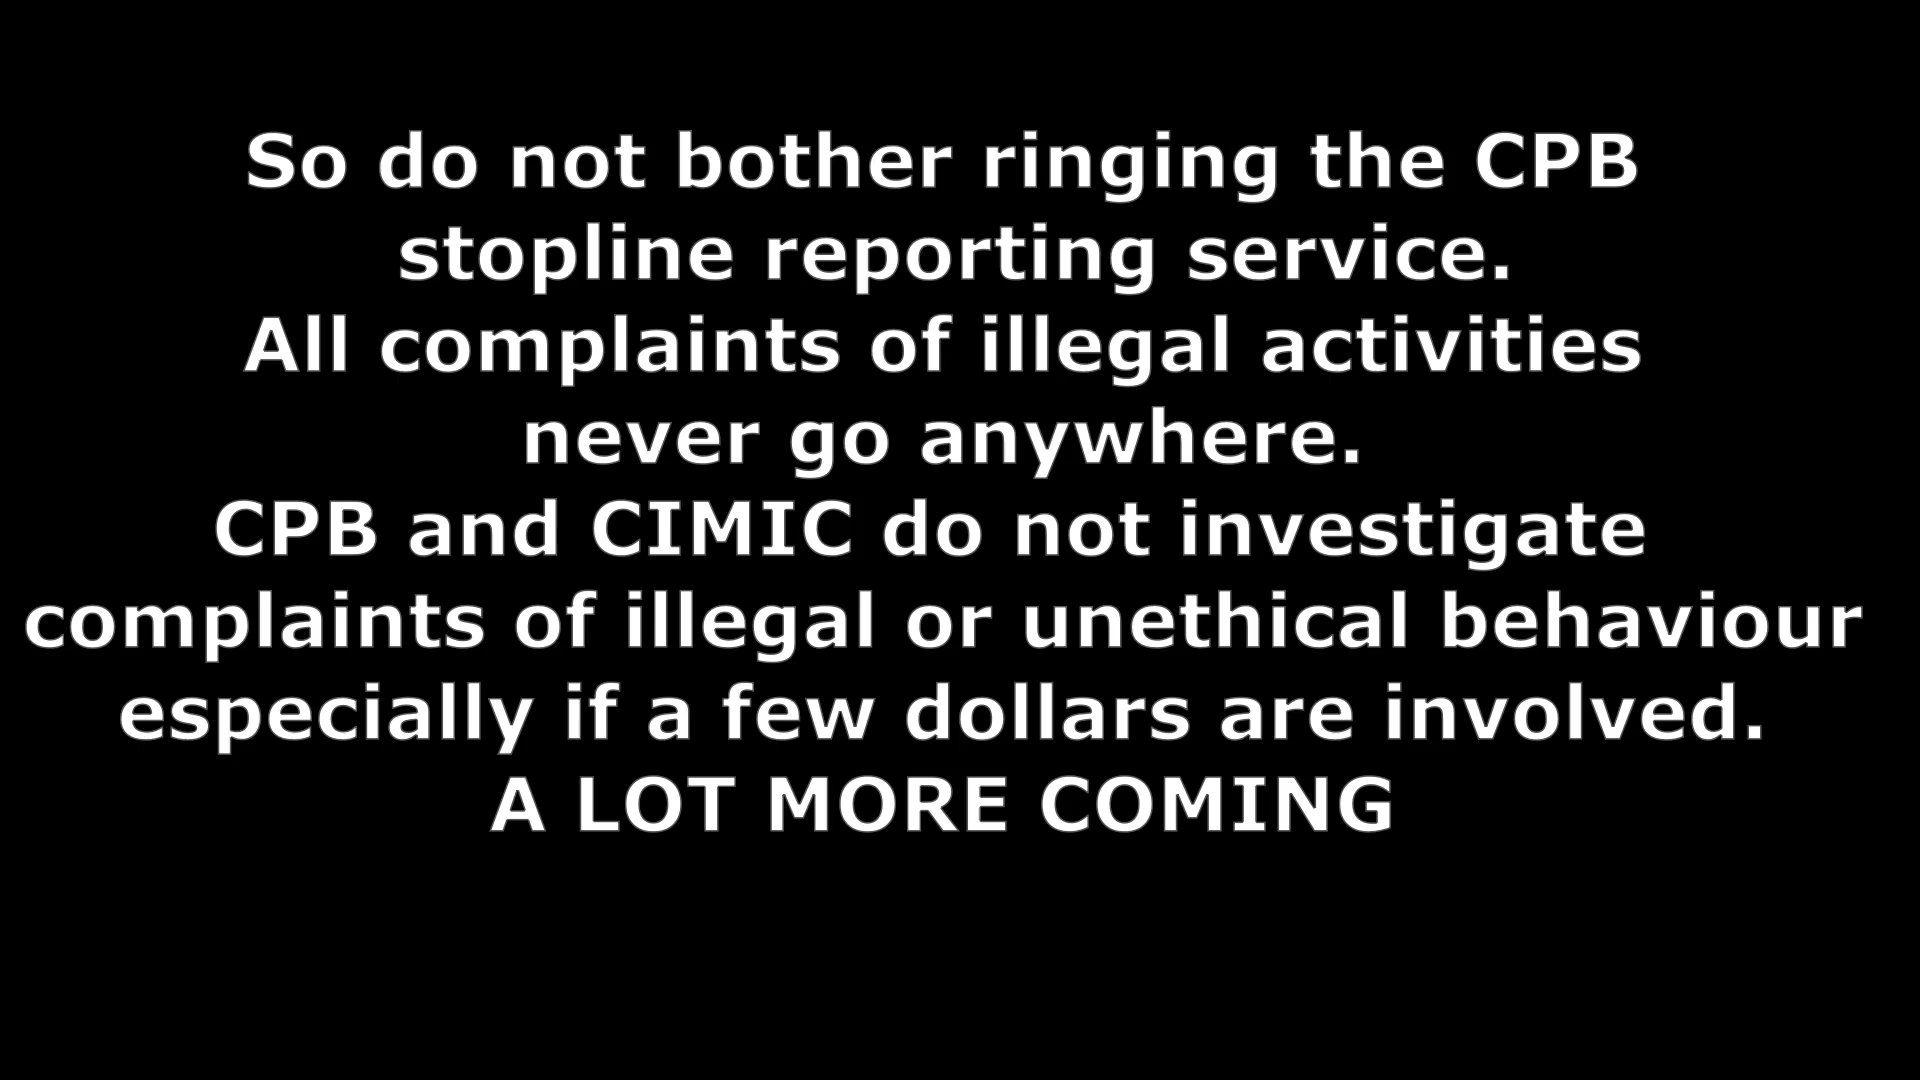 So do not bother ringing the CPB
stopline reporting service.
All complaints of illegal activities
never go anywhere.
CPB and CIMIC do not investigate
complaints of illegal or unethical behaviour
especially if a few dollars are involved.
A LOT MORE COMING